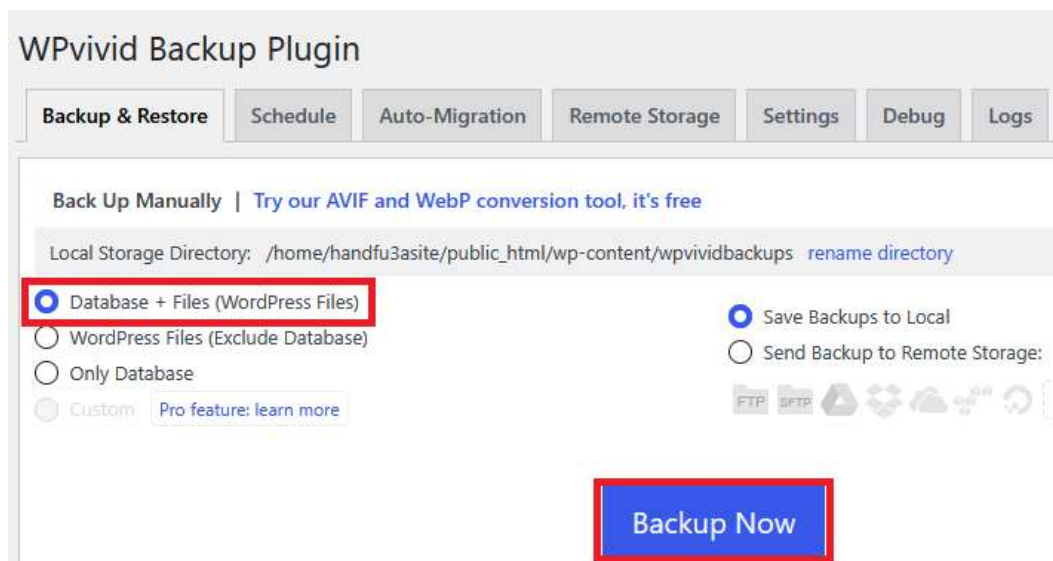 WPvivid Backup Plugin
Backup & Restore Schedule Auto-Migration Remote Storage Settings Debug Logs
Back Up Manually | Try our AVIF and WebP conversion tool, it's free
Local Storage Directory: /home/handfu3asite/public_html/wp-content/wpvividbackups rename directory
Database + Files (WordPress Files)
WordPress Files (Exclude Database)
Only Database
Custom Pro feature: learn more
Save Backups to Local
Send Backup to Remote Storage:
FTP SFTP
Backup Now